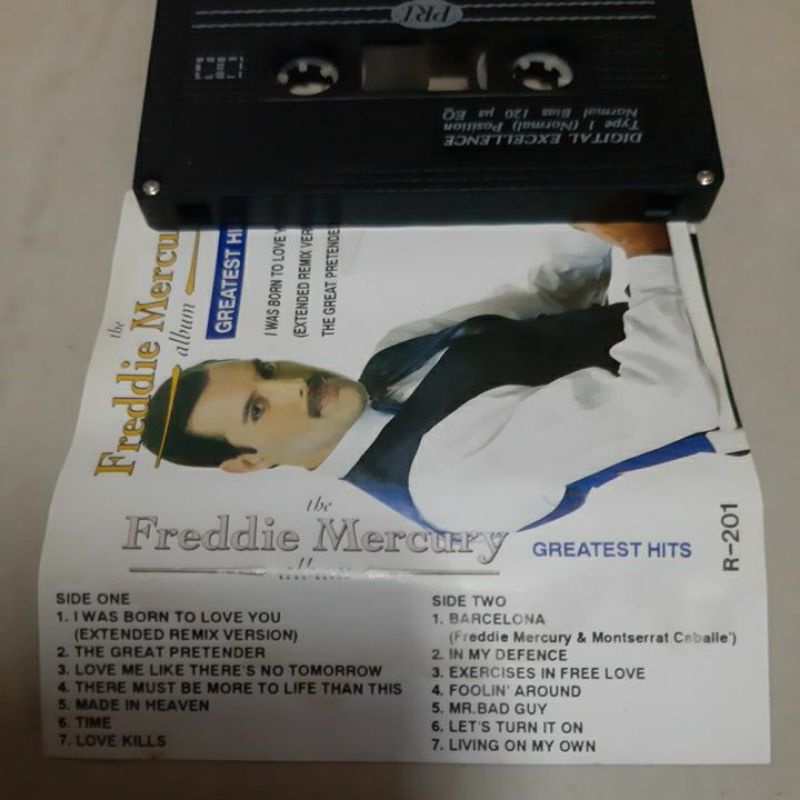 PRI
DIGITAL EXCELLENCE
Type I (Normal) Position
Normal Bias 120 µs EQ
the
Freddie Mercu
album
GREATEST HI
I WAS BORN TO LOVE Y
(EXTENDED REMIX VER
THE GREAT PRETENDE
the
Freddie Mercury
album
GREATEST HITS
R-201
SIDE ONE
1. I WAS BORN TO LOVE YOU
(EXTENDED REMIX VERSION)
2. THE GREAT PRETENDER
3. LOVE ME LIKE THERE'S NO TOMORROW
4. THERE MUST BE MORE TO LIFE THAN THIS
5. MADE IN HEAVEN
6. TIME
7. LOVE KILLS
SIDE TWO
1. BARCELONA
(Freddie Mercury & Montserrat Caballe')
2. IN MY DEFENCE
3. EXERCISES IN FREE LOVE
4. FOOLIN' AROUND
5. MR.BAD GUY
6. LET'S TURN IT ON
7. LIVING ON MY OWN